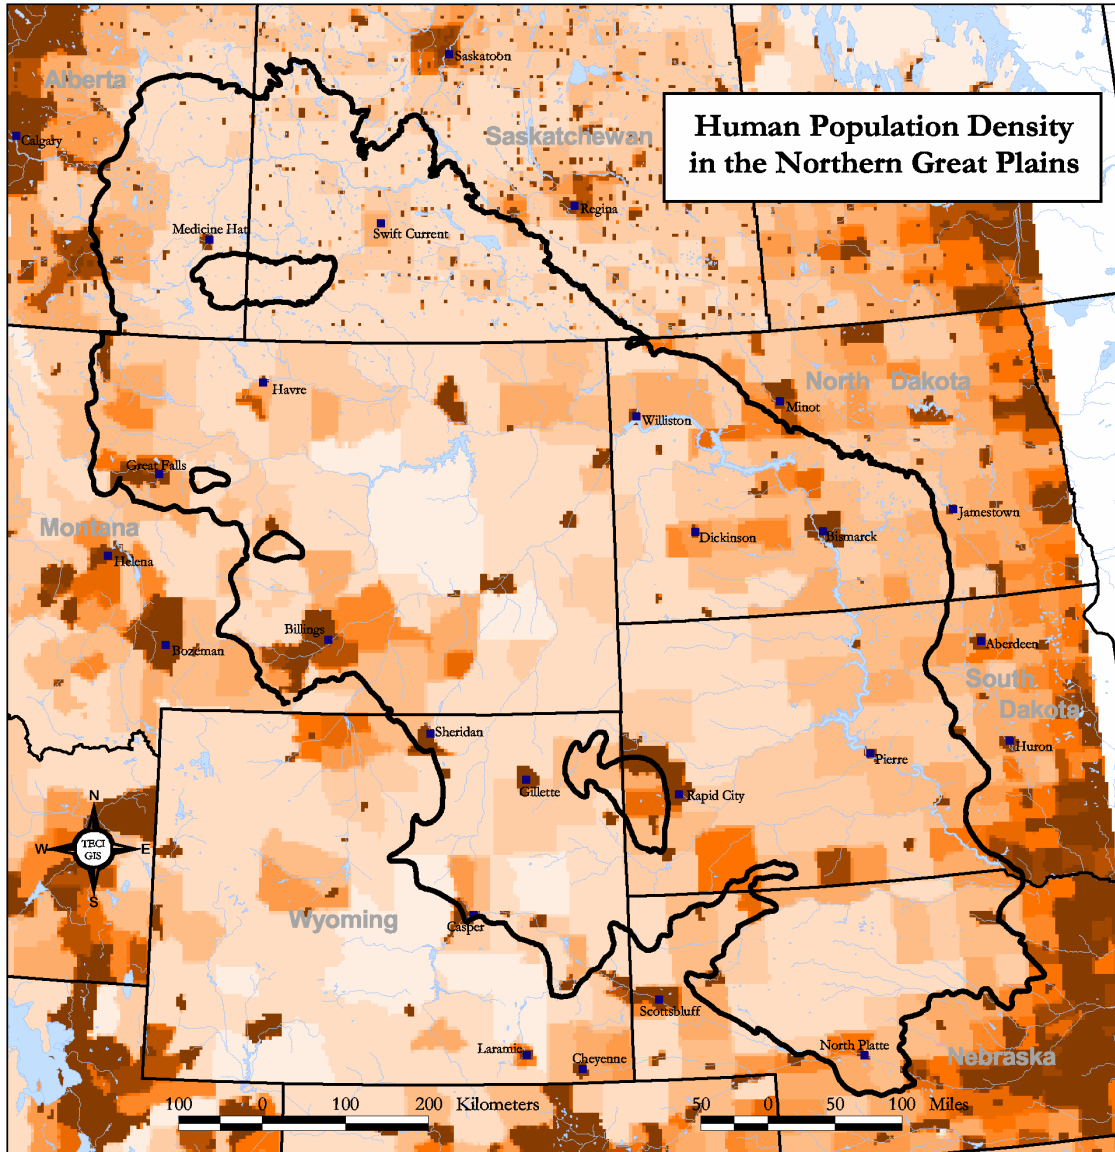 Saskatoon
Alberta
Human Population Density
in the Northern Great Plains
Calgary
Saskatchewan
Regina
Medicine Hat
Swift Current
Havre
North Dakota
Minot
Williston
Great Falls
Montana
Jamestown
Dickinson
Bismarck
Helena
Billings
Bozeman
Aberdeen
South
Dakota
Sheridan
Huron
Pierre
Gillette
Rapid City
N
W
TECI
GIS
E
S
Wyoming
Casper
Scottsbluff
Laramie
Cheyenne
North Platte
Nebraska
100 0 100 200 Kilometers
50 0 50 100 Miles